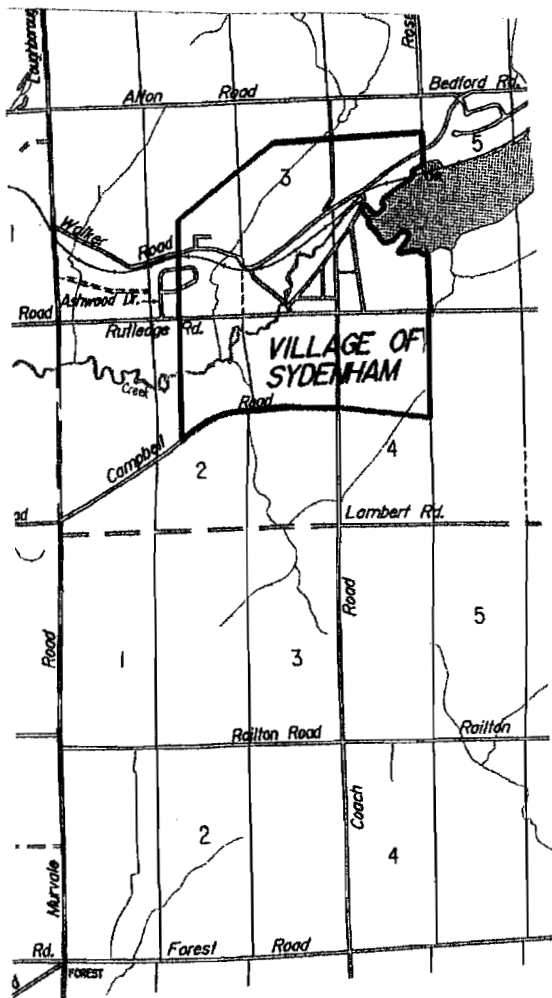 Loughborough
Ross
Alton Road
Bedford Rd.
5
3
Walker Road
Ashwood Dr.
Road
Rutledge Rd.
VILLAGE OF
SYDENHAM
Creek
Road
Campbell
2
4
ad
Lambert Rd.
Road
Road
1
3
5
Railton Road
Railton
2
Coach
4
Murvale
Rd.
Forest Road
d
FOREST